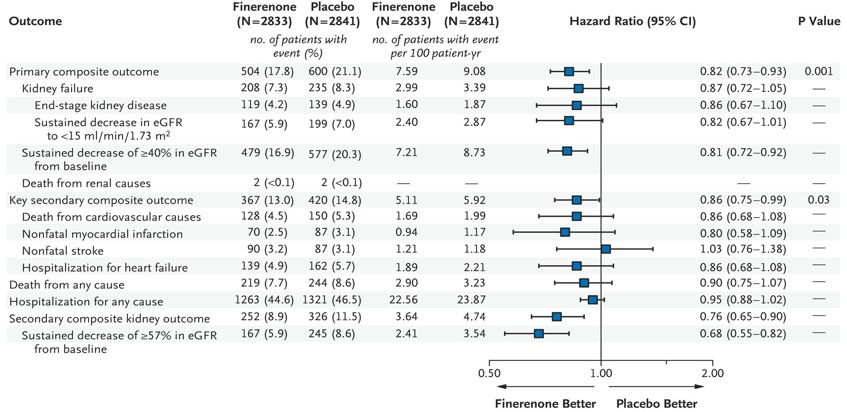 Outcome Finerenone (N=2833) Placebo (N=2841) Finerenone (N=2833) Placebo (N=2841) Hazard Ratio (95% CI) P Value
no. of patients with event (%) no. of patients with event per 100 patient-yr
Primary composite outcome 504 (17.8) 600 (21.1) 7.59 9.08 0.82 (0.73–0.93) 0.001
Kidney failure 208 (7.3) 235 (8.3) 2.99 3.39 0.87 (0.72–1.05) —
End-stage kidney disease 119 (4.2) 139 (4.9) 1.60 1.87 0.86 (0.67–1.10) —
Sustained decrease in eGFR 167 (5.9) 199 (7.0) 2.40 2.87 0.82 (0.67–1.01) —
to <15 ml/min/1.73 m²
Sustained decrease of ≥40% in eGFR 479 (16.9) 577 (20.3) 7.21 8.73 0.81 (0.72–0.92) —
from baseline
Death from renal causes 2 (<0.1) 2 (<0.1) — — — —
Key secondary composite outcome 367 (13.0) 420 (14.8) 5.11 5.92 0.86 (0.75–0.99) 0.03
Death from cardiovascular causes 128 (4.5) 150 (5.3) 1.69 1.99 0.86 (0.68–1.08) —
Nonfatal myocardial infarction 70 (2.5) 87 (3.1) 0.94 1.17 0.80 (0.58–1.09) —
Nonfatal stroke 90 (3.2) 87 (3.1) 1.21 1.18 1.03 (0.76–1.38) —
Hospitalization for heart failure 139 (4.9) 162 (5.7) 1.89 2.21 0.86 (0.68–1.08) —
Death from any cause 219 (7.7) 244 (8.6) 2.90 3.23 0.90 (0.75–1.07) —
Hospitalization for any cause 1263 (44.6) 1321 (46.5) 22.56 23.87 0.95 (0.88–1.02) —
Secondary composite kidney outcome 252 (8.9) 326 (11.5) 3.64 4.74 0.76 (0.65–0.90) —
Sustained decrease of ≥57% in eGFR 167 (5.9) 245 (8.6) 2.41 3.54 0.68 (0.55–0.82) —
from baseline
0.50 1.00 2.00
Finerenone Better Placebo Better